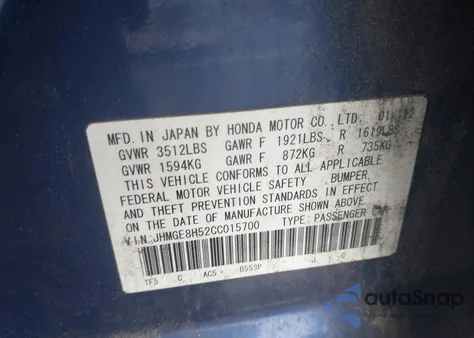 MFD. IN JAPAN BY HONDA MOTOR CO., LTD. 01/12
GVWR 3512LBS GAWR F 1921LBS R 1619LBS
GVWR 1594KG GAWR F 872KG R 735KG
THIS VEHICLE CONFORMS TO ALL APPLICABLE
FEDERAL MOTOR VEHICLE SAFETY, BUMPER,
AND THEFT PREVENTION STANDARDS IN EFFECT
ON THE DATE OF MANUFACTURE SHOWN ABOVE.
VIN: JHMGE8H52CC015700 TYPE: PASSENGER CAR
TF5 C AC5 B553P J C
autoSnap